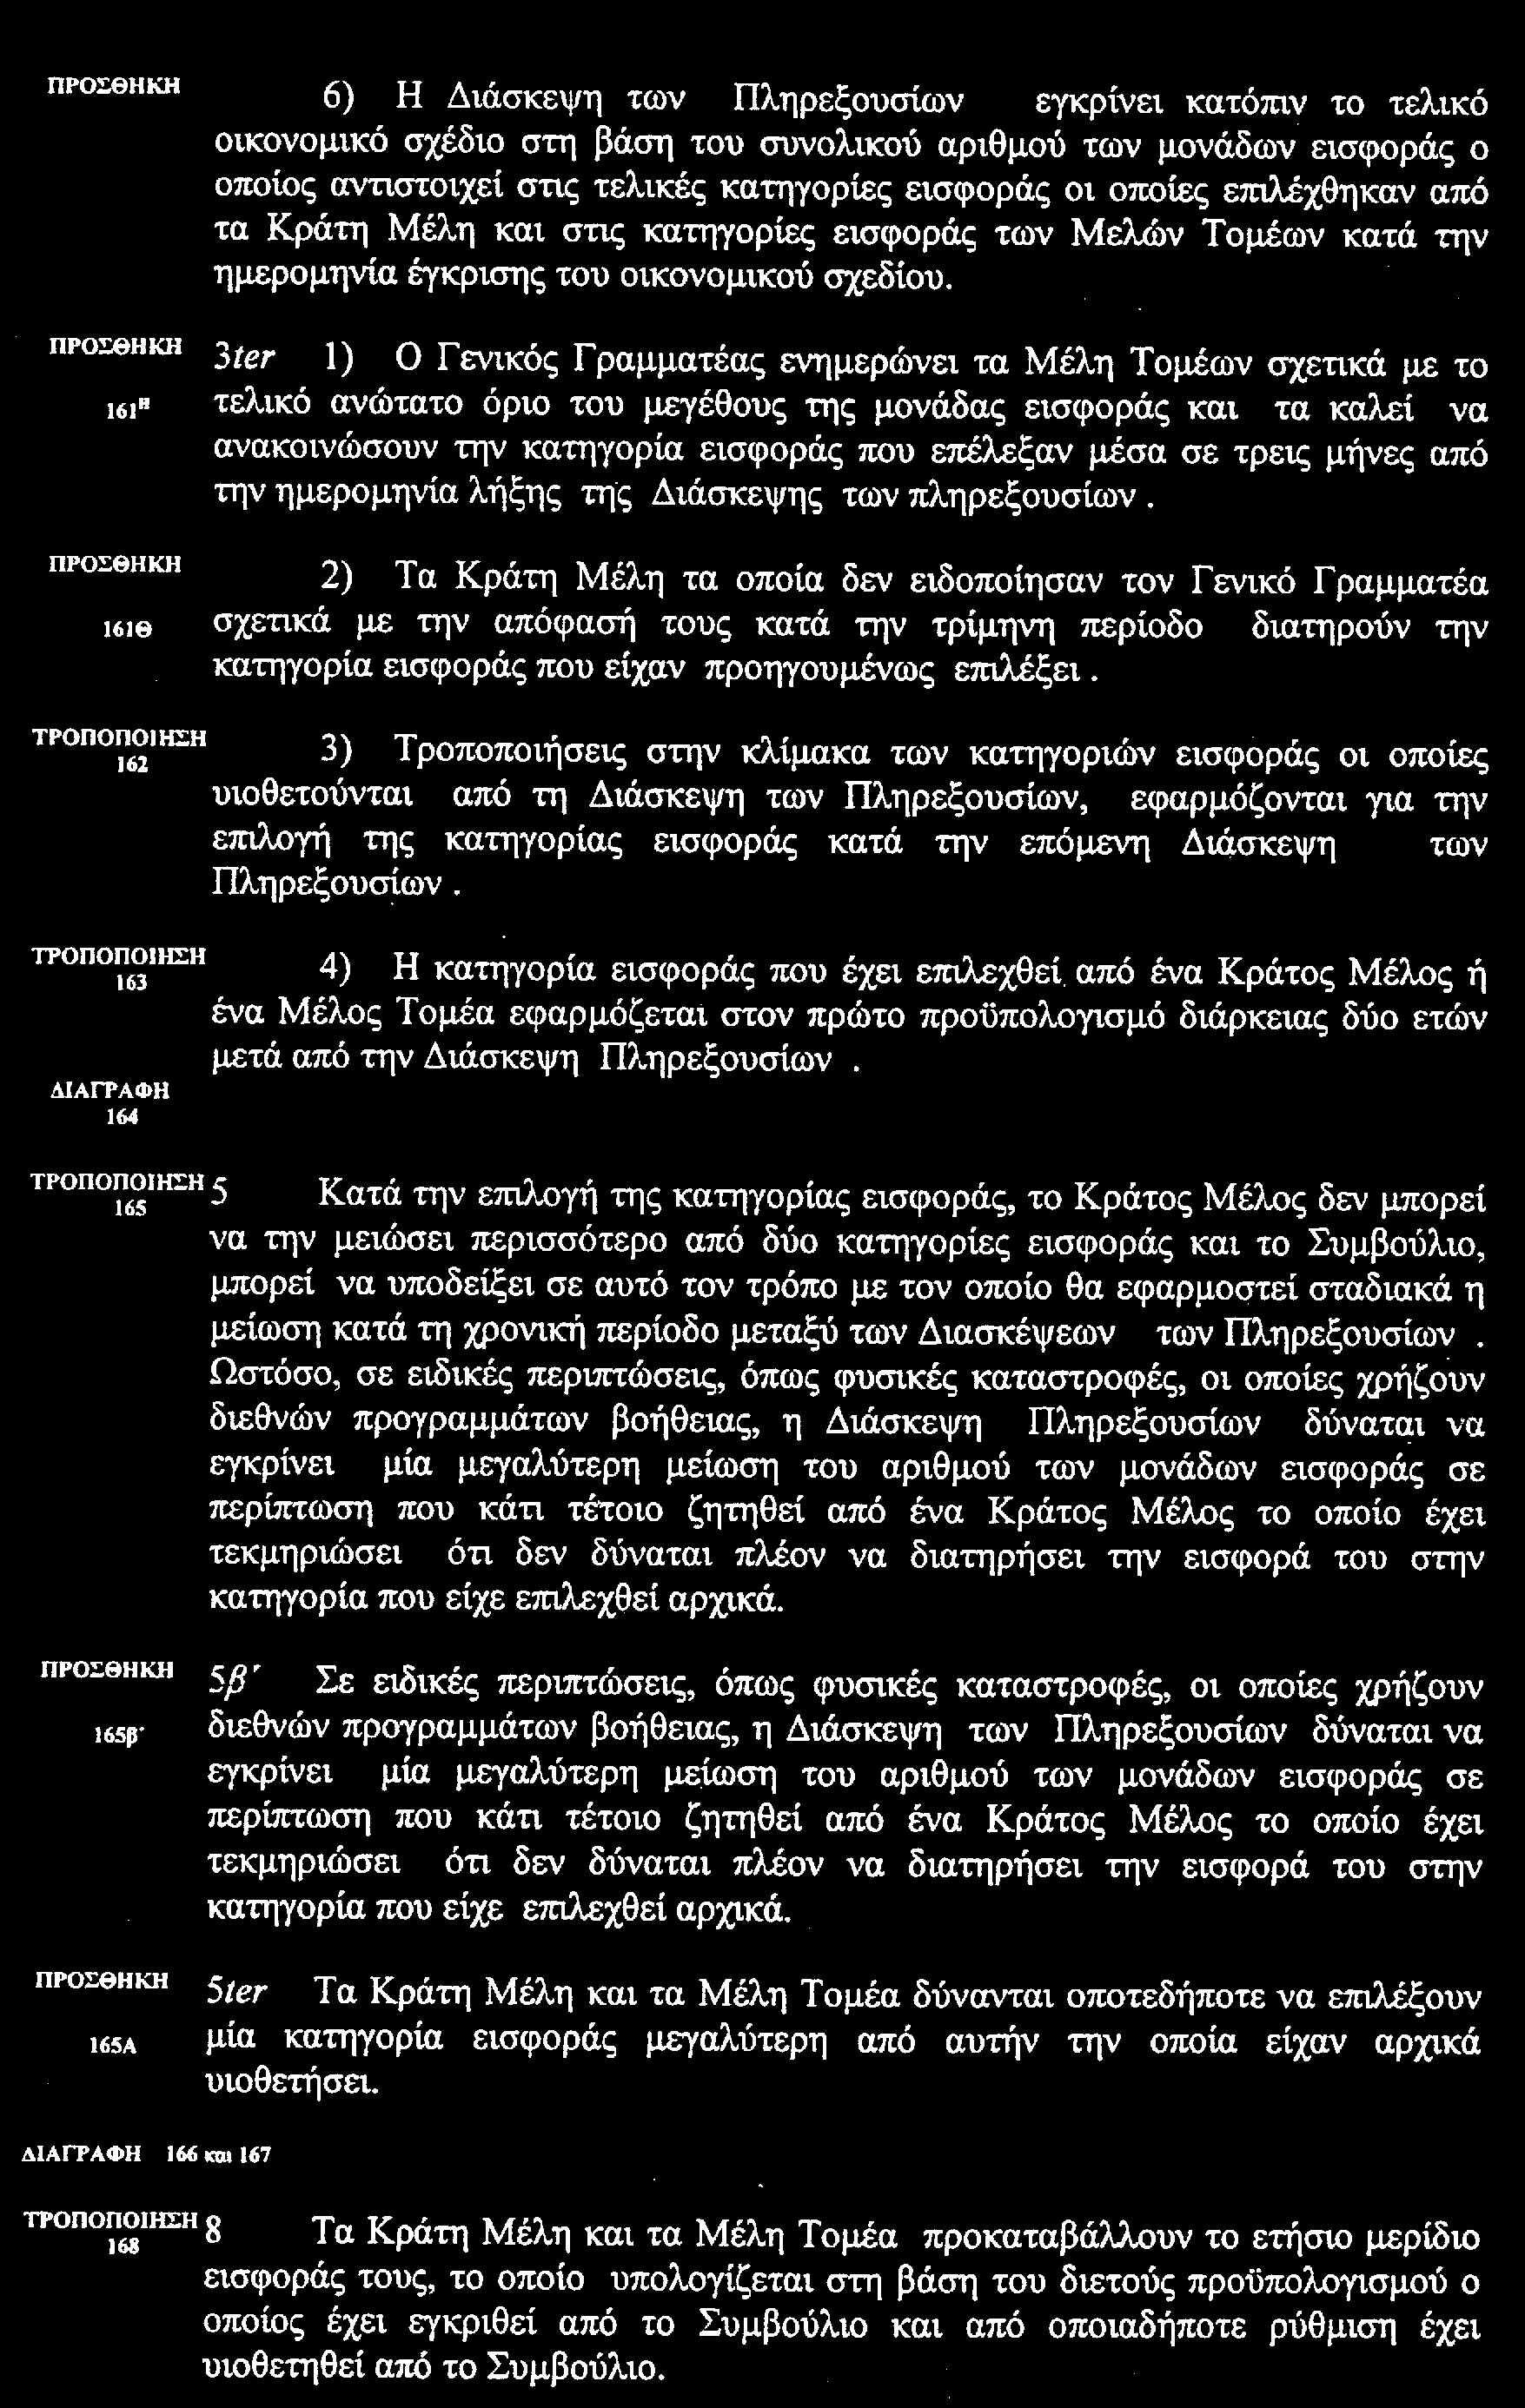 ΠΡΟΣΘΗΚΗ 6) Η Διάσκεψη των Πληρεξουσίων εγκρίνει κατόπιν το τελικό
οικονομικό σχέδιο στη βάση του συνολικού αριθμού των μονάδων εισφοράς ο
οποίος αντιστοιχεί στις τελικές κατηγορίες εισφοράς οι οποίες επιλέχθηκαν από
τα Κράτη Μέλη και στις κατηγορίες εισφοράς των Μελών Τομέων κατά την
ημερομηνία έγκρισης του οικονομικού σχεδίου.
ΠΡΟΣΘΗΚΗ 3ter 1) Ο Γενικός Γραμματέας ενημερώνει τα Μέλη Τομέων σχετικά με το
161Η τελικό ανώτατο όριο του μεγέθους της μονάδας εισφοράς και τα καλεί να
ανακοινώσουν την κατηγορία εισφοράς που επέλεξαν μέσα σε τρεις μήνες από
την ημερομηνία λήξης της Διάσκεψης των πληρεξουσίων .
ΠΡΟΣΘΗΚΗ 2) Τα Κράτη Μέλη τα οποία δεν ειδοποίησαν τον Γενικό Γραμματέα
161Θ σχετικά με την απόφασή τους κατά την τρίμηνη περίοδο διατηρούν την
κατηγορία εισφοράς που είχαν προηγουμένως επιλέξει .
ΤΡΟΠΟΠΟΙΗΣΗ
162 3) Τροποποιήσεις στην κλίμακα των κατηγοριών εισφοράς οι οποίες
υιοθετούνται από τη Διάσκεψη των Πληρεξουσίων, εφαρμόζονται για την
επιλογή της κατηγορίας εισφοράς κατά την επόμενη Διάσκεψη των
Πληρεξουσίων .
ΤΡΟΠΟΠΟΙΗΣΗ
163 4) Η κατηγορία εισφοράς που έχει επιλεχθεί από ένα Κράτος Μέλος ή
ένα Μέλος Τομέα εφαρμόζεται στον πρώτο προϋπολογισμό διάρκειας δύο ετών
μετά από την Διάσκεψη Πληρεξουσίων .
ΔΙΑΓΡΑΦΗ
164
ΤΡΟΠΟΠΟΙΗΣΗ
165 5 Κατά την επιλογή της κατηγορίας εισφοράς, το Κράτος Μέλος δεν μπορεί
να την μειώσει περισσότερο από δύο κατηγορίες εισφοράς και το Συμβούλιο,
μπορεί να υποδείξει σε αυτό τον τρόπο με τον οποίο θα εφαρμοστεί σταδιακά η
μείωση κατά τη χρονική περίοδο μεταξύ των Διασκέψεων των Πληρεξουσίων .
Ωστόσο, σε ειδικές περιπτώσεις, όπως φυσικές καταστροφές, οι οποίες χρήζουν
διεθνών προγραμμάτων βοήθειας, η Διάσκεψη Πληρεξουσίων δύναται να
εγκρίνει μία μεγαλύτερη μείωση του αριθμού των μονάδων εισφοράς σε
περίπτωση που κάτι τέτοιο ζητηθεί από ένα Κράτος Μέλος το οποίο έχει
τεκμηριώσει ότι δεν δύναται πλέον να διατηρήσει την εισφορά του στην
κατηγορία που είχε επιλεχθεί αρχικά.
ΠΡΟΣΘΗΚΗ 5β' Σε ειδικές περιπτώσεις, όπως φυσικές καταστροφές, οι οποίες χρήζουν
165β' διεθνών προγραμμάτων βοήθειας, η Διάσκεψη των Πληρεξουσίων δύναται να
εγκρίνει μία μεγαλύτερη μείωση του αριθμού των μονάδων εισφοράς σε
περίπτωση που κάτι τέτοιο ζητηθεί από ένα Κράτος Μέλος το οποίο έχει
τεκμηριώσει ότι δεν δύναται πλέον να διατηρήσει την εισφορά του στην
κατηγορία που είχε επιλεχθεί αρχικά.
ΠΡΟΣΘΗΚΗ 5ter Τα Κράτη Μέλη και τα Μέλη Τομέα δύνανται οποτεδήποτε να επιλέξουν
165Α μία κατηγορία εισφοράς μεγαλύτερη από αυτήν την οποία είχαν αρχικά
υιοθετήσει.
ΔΙΑΓΡΑΦΗ 166 και 167
ΤΡΟΠΟΠΟΙΗΣΗ
168 8 Τα Κράτη Μέλη και τα Μέλη Τομέα προκαταβάλλουν το ετήσιο μερίδιο
εισφοράς τους, το οποίο υπολογίζεται στη βάση του διετούς προϋπολογισμού ο
οποίος έχει εγκριθεί από το Συμβούλιο και από οποιαδήποτε ρύθμιση έχει
υιοθετηθεί από το Συμβούλιο.